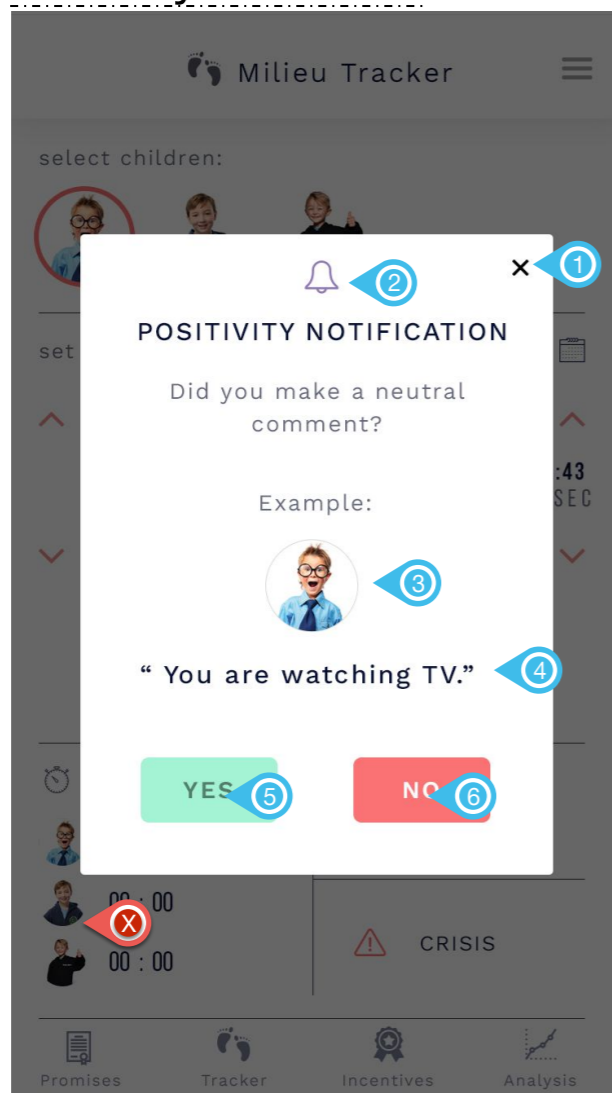 Milieu Tracker
select children:
1
2
POSITIVITY NOTIFICATION
set
Did you make a neutral
comment?
:43
SEC
Example:
3
“ You are watching TV.”
4
YES
5
NO
6
00 : 00
X
00 : 00
CRISIS
Promises
Tracker
Incentives
Analysis